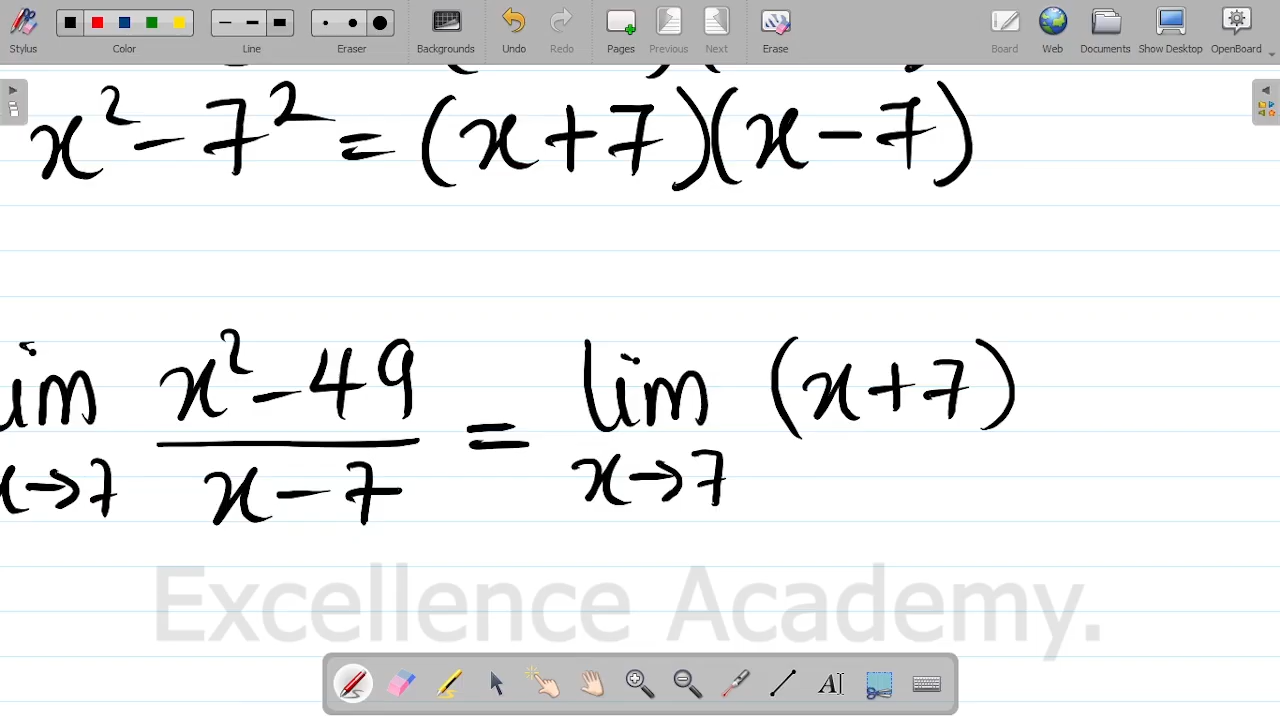 Stylus Color Line Eraser Backgrounds Undo Redo Pages Previous Next Erase Board Web Documents Show Desktop OpenBoard
x² - 7² = (x + 7)(x - 7)
lim x→7 (x² - 49)/(x - 7) = lim x→7 (x + 7)
Excellence Academy.